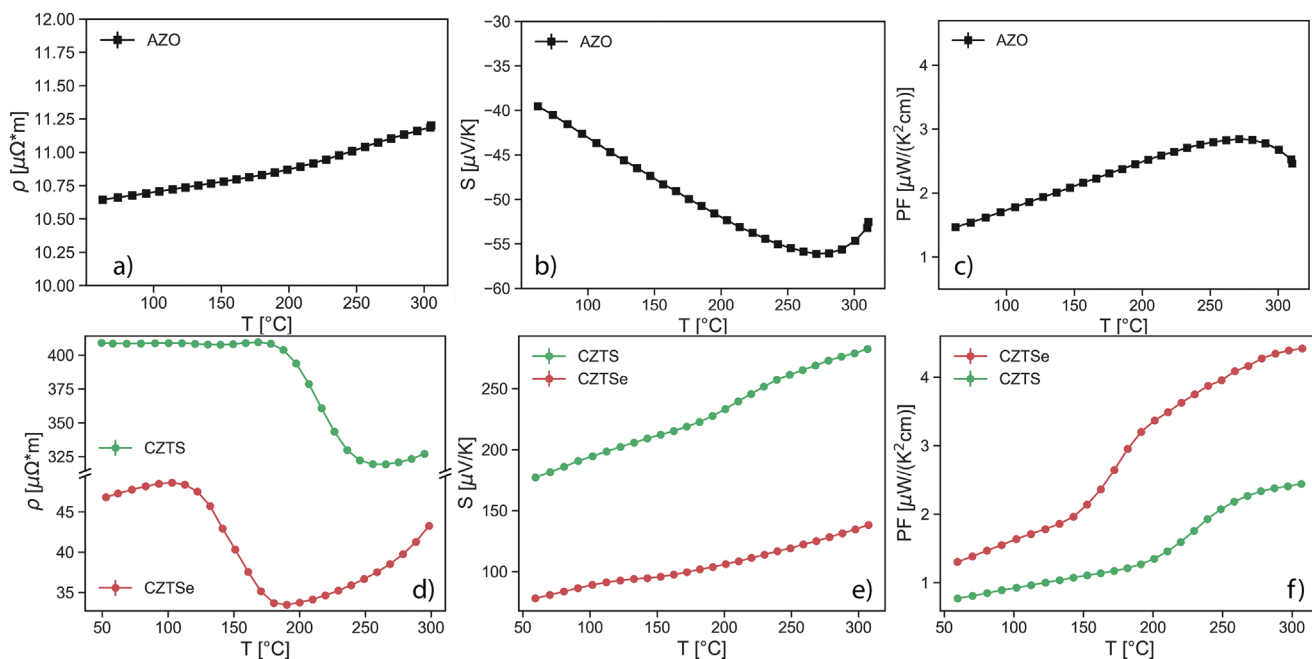 AZO
12.00
11.75
11.50
11.25
11.00
10.75
10.50
10.25
10.00
ρ [μΩ*m]
a)
100 150 200 250 300
T [°C]
AZO
−30
−35
−40
−45
−50
−55
−60
S [μV/K]
b)
100 150 200 250 300
T [°C]
AZO
4
3
2
1
PF [μW/(K²cm)]
c)
100 150 200 250 300
T [°C]
400
375
350
325
45
40
35
ρ [μΩ*m]
CZTS
CZTSe
d)
50 100 150 200 250 300
T [°C]
CZTS
CZTSe
250
200
150
100
S [μV/K]
e)
50 100 150 200 250 300
T [°C]
CZTSe
CZTS
4
3
2
1
PF [μW/(K²cm)]
f)
50 100 150 200 250 300
T [°C]